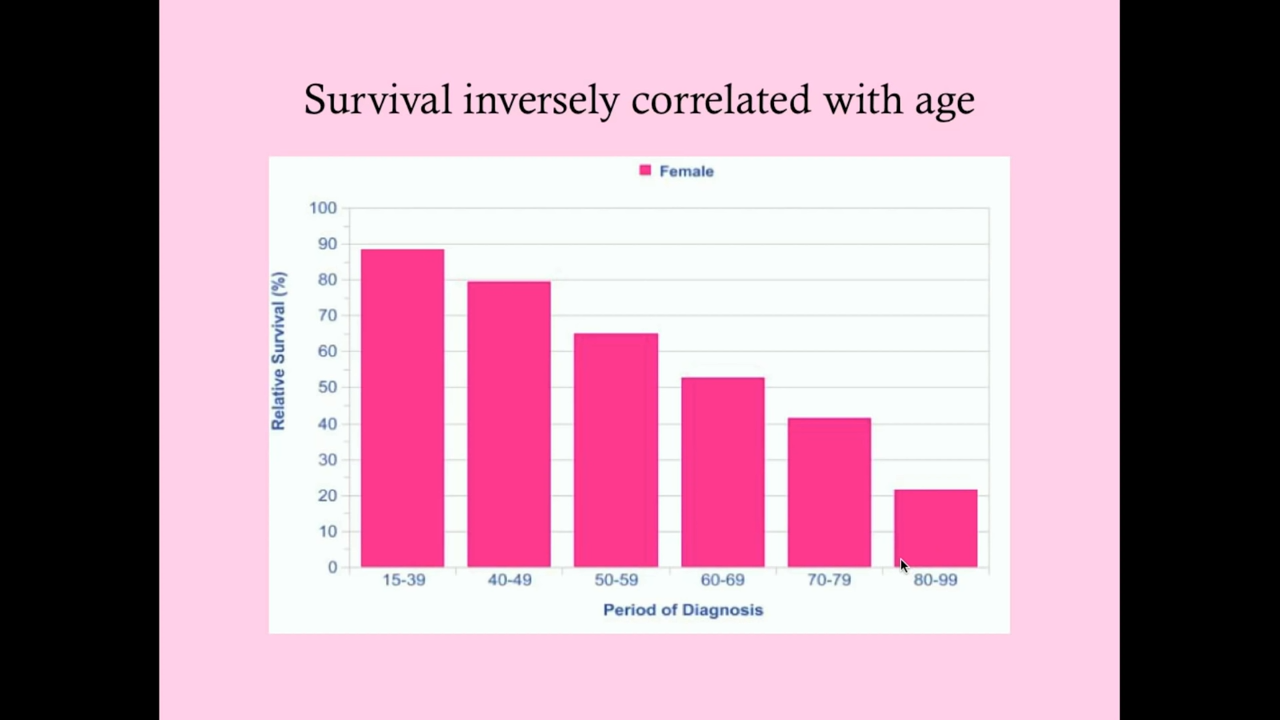 Survival inversely correlated with age
Female
100
90
80
70
60
50
40
30
20
10
0
Relative Survival (%)
15-39 40-49 50-59 60-69 70-79 80-99
Period of Diagnosis